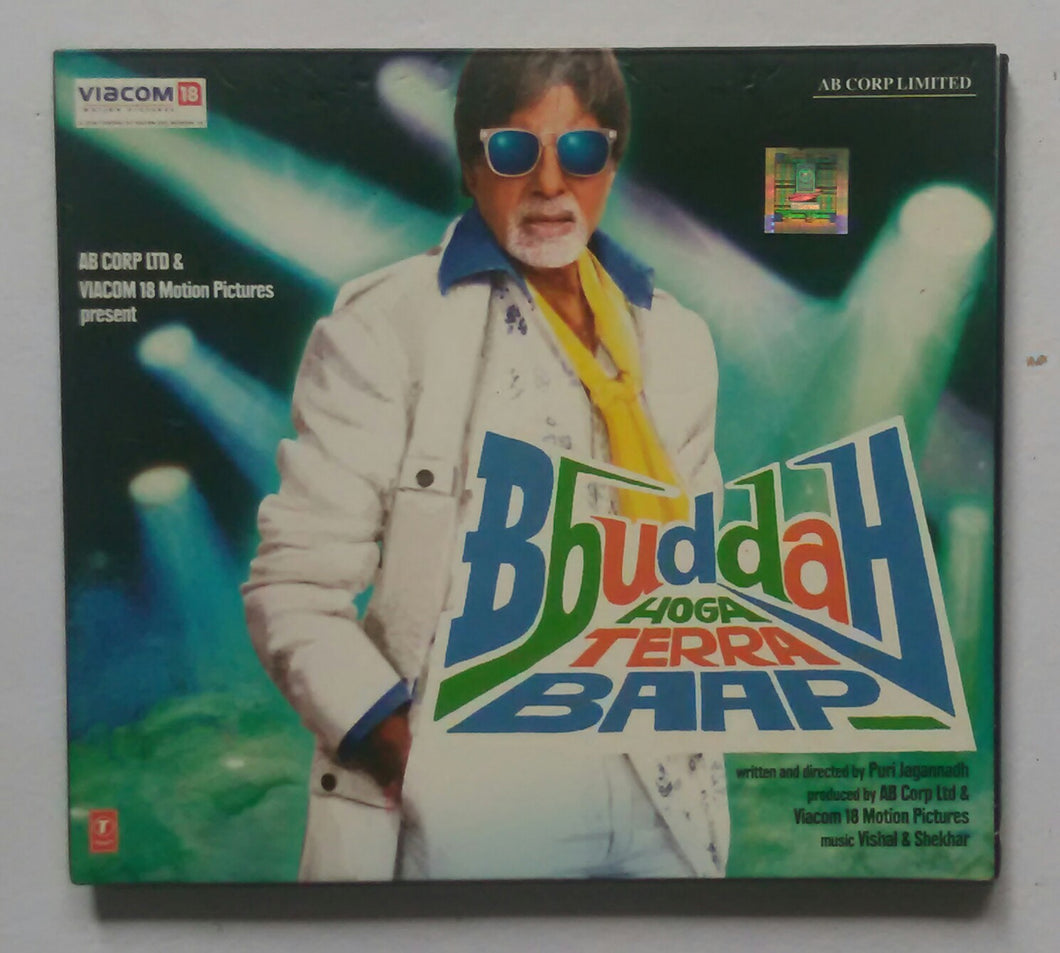 VIACOM 18
AB CORP LIMITED
AB CORP LTD &
VIACOM 18 Motion Pictures
present
BbuddaH
HOGA
TERRA
BAAP
written and directed by Puri Jagannadh
produced by AB Corp Ltd &
Viacom 18 Motion Pictures
music Vishal & Shekhar
T